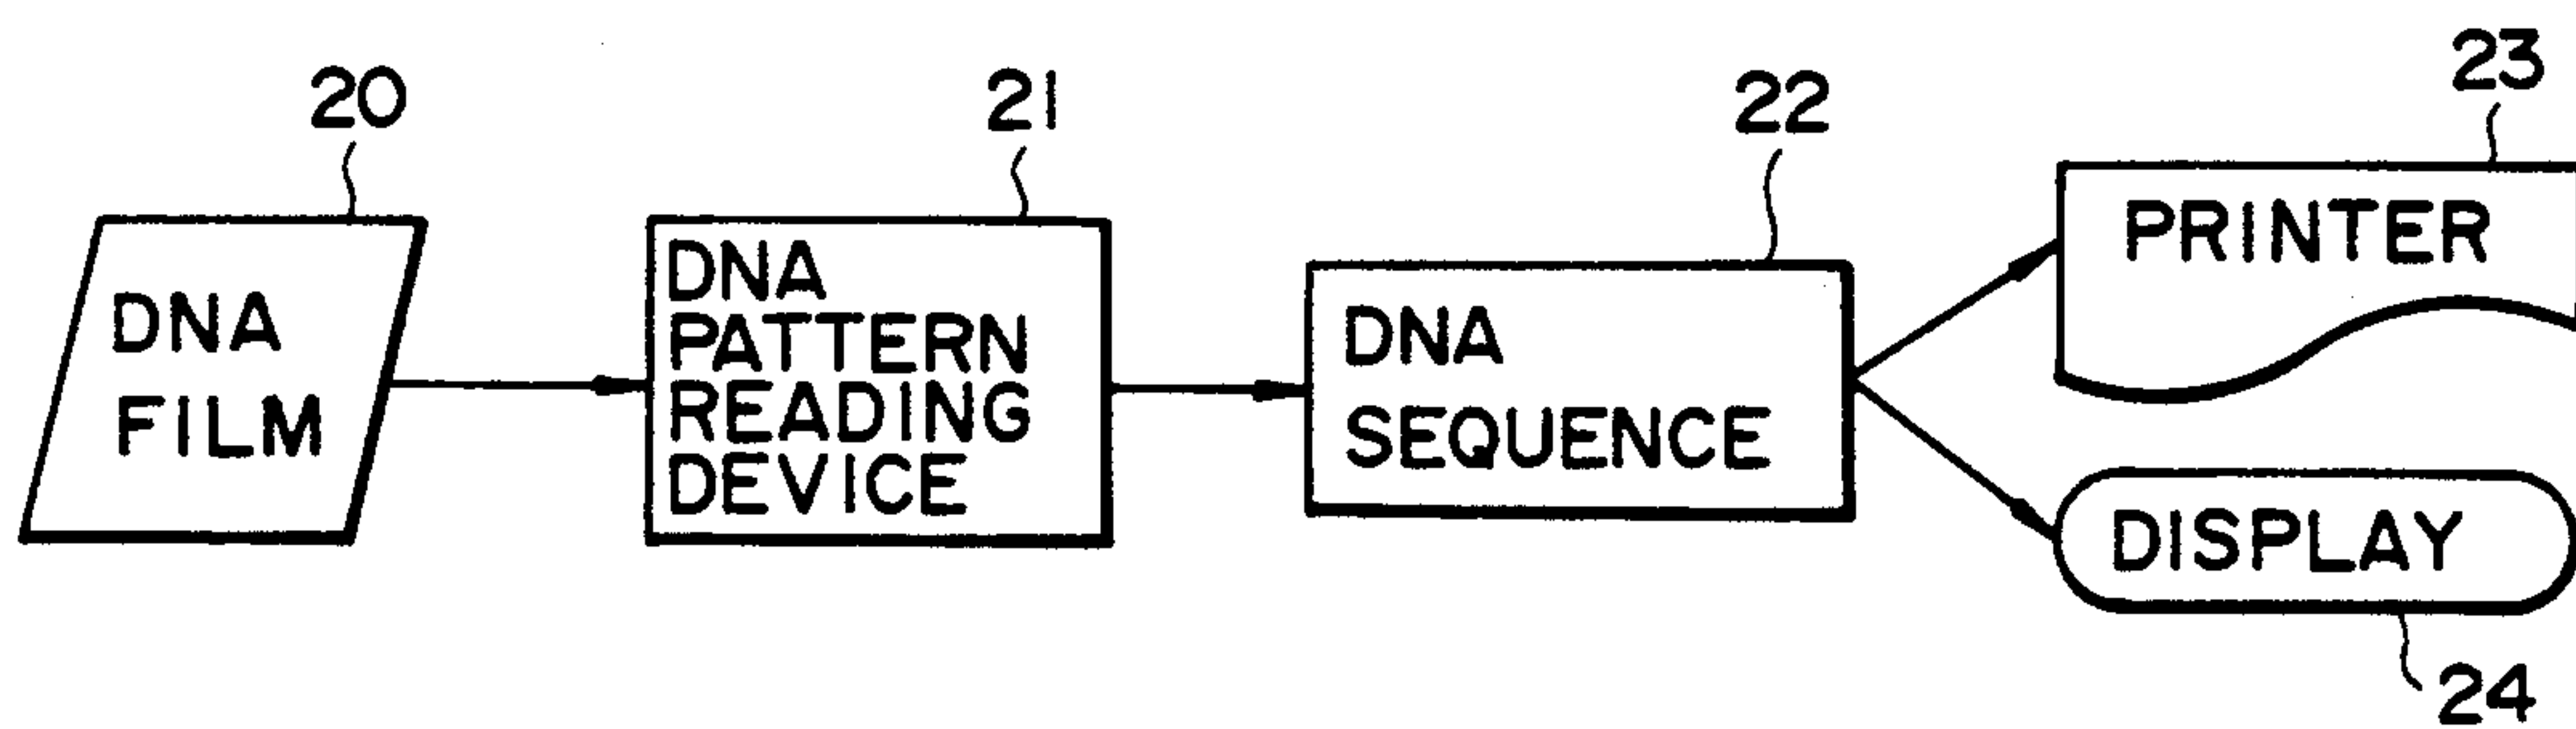 20
DNA
FILM
21
DNA
PATTERN
READING
DEVICE
22
DNA
SEQUENCE
23
PRINTER
DISPLAY
24